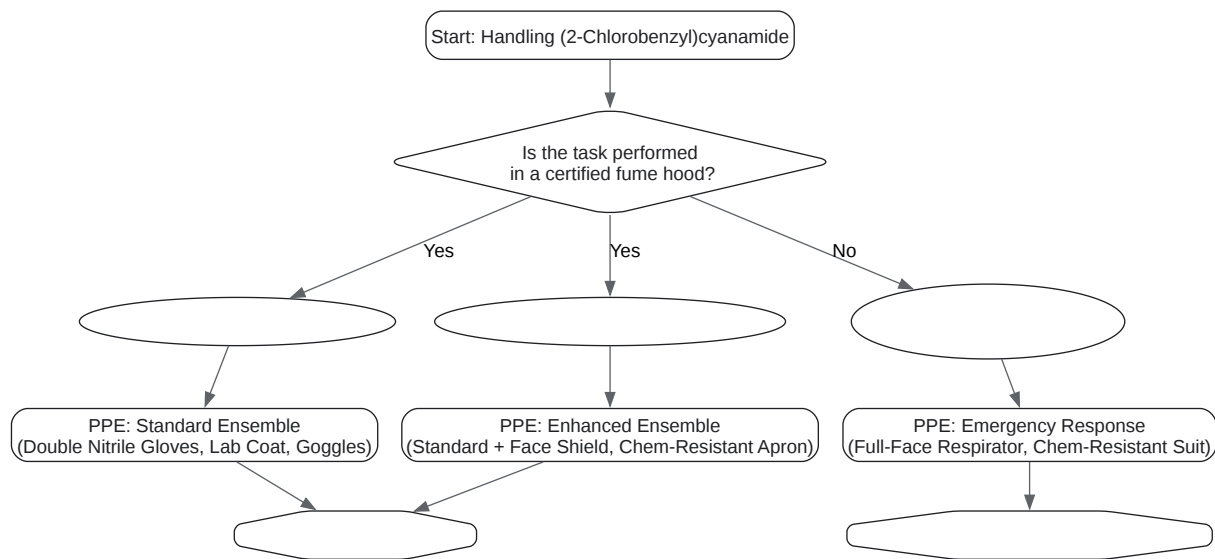 Start: Handling (2-Chlorobenzyl)cyanamide
Is the task performed
in a certified fume hood?
Yes
Yes
No
PPE: Standard Ensemble
(Double Nitrile Gloves, Lab Coat, Goggles)
PPE: Enhanced Ensemble
(Standard + Face Shield, Chem-Resistant Apron)
PPE: Emergency Response
(Full-Face Respirator, Chem-Resistant Suit)